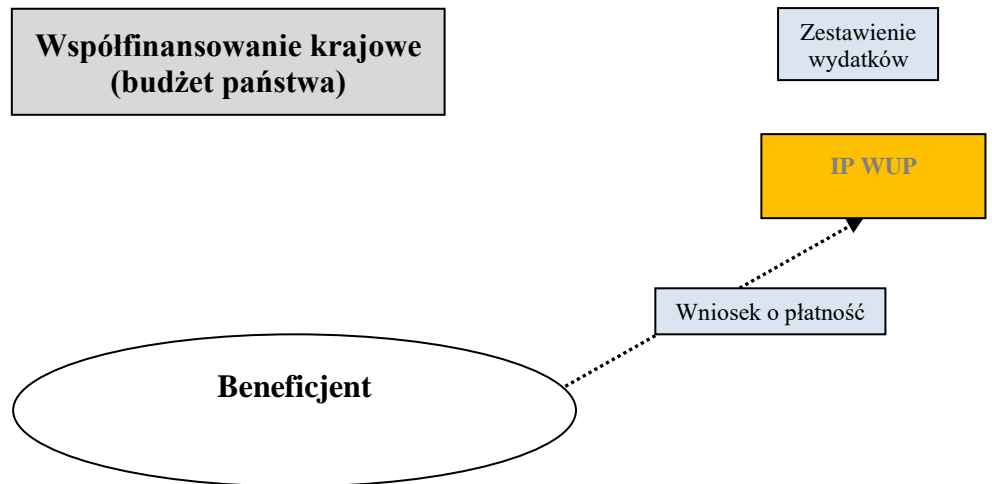 Współfinansowanie krajowe
(budżet państwa)
Zestawienie
wydatków
IP WUP
Wniosek o płatność
Beneficjent